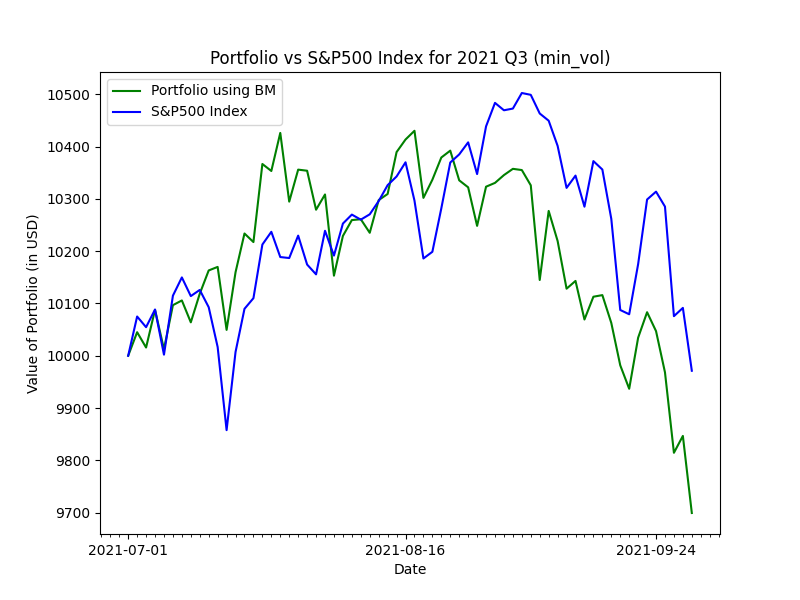 Portfolio vs S&P500 Index for 2021 Q3 (min_vol)
Portfolio using BM
S&P500 Index
Value of Portfolio (in USD)
10500
10400
10300
10200
10100
10000
9900
9800
9700
2021-07-01 2021-08-16 2021-09-24
Date